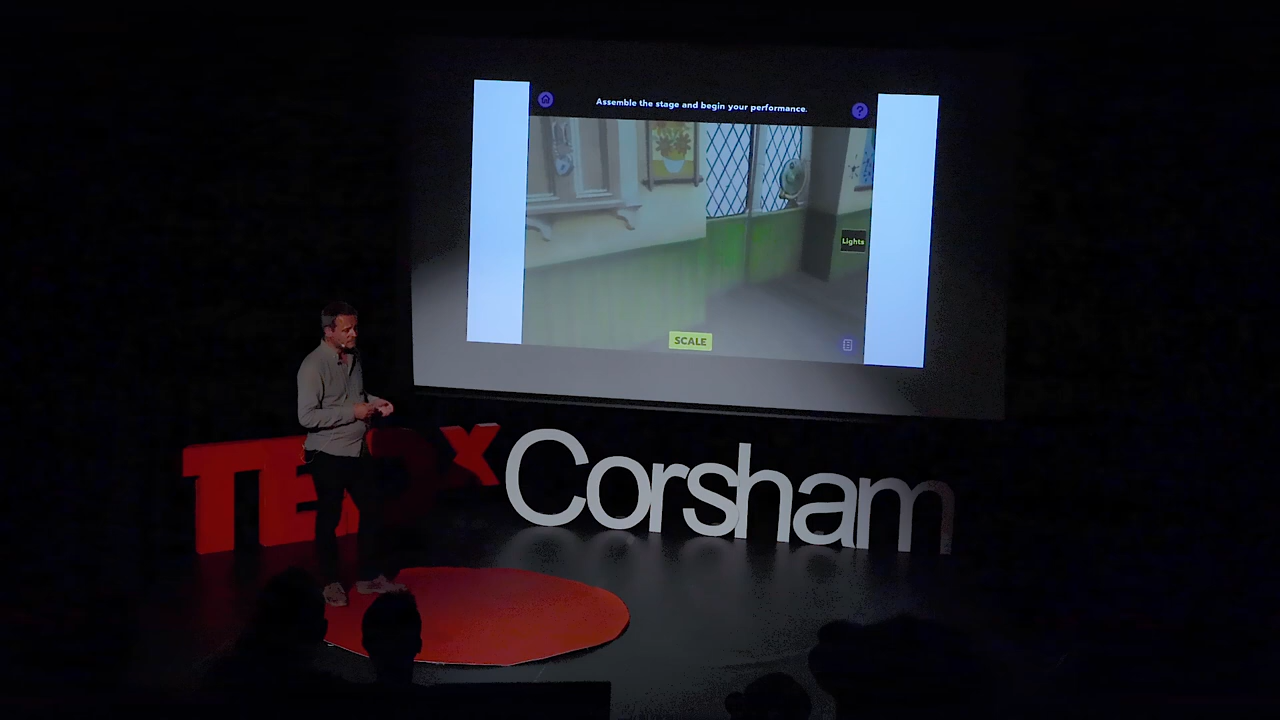 Assemble the stage and begin your performance.
?
Lights
SCALE
TEDx Corsham